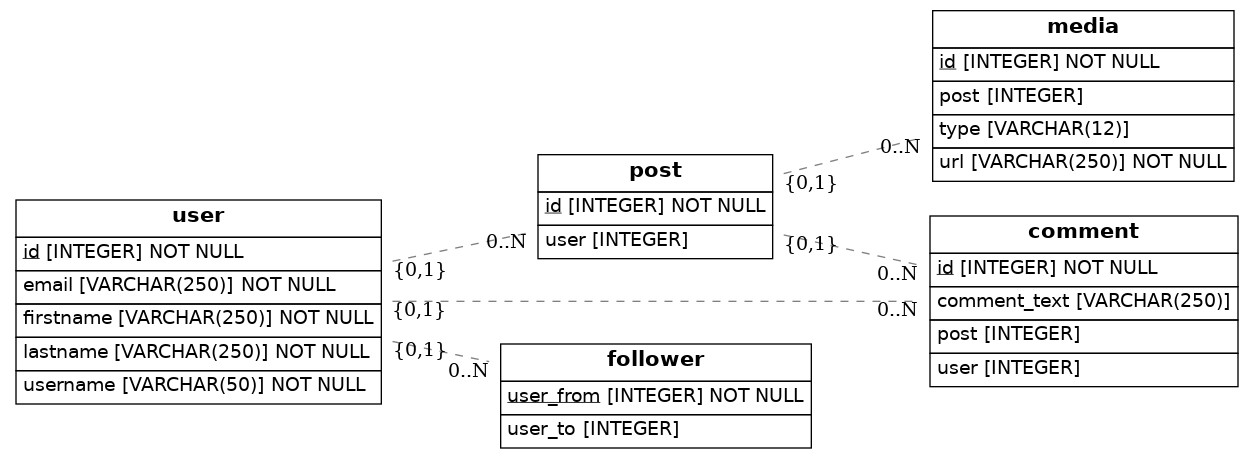 media
id [INTEGER] NOT NULL
post [INTEGER]
type [VARCHAR(12)]
url [VARCHAR(250)] NOT NULL
0..N
{0,1}
post
id [INTEGER] NOT NULL
user [INTEGER]
user
id [INTEGER] NOT NULL
email [VARCHAR(250)] NOT NULL
firstname [VARCHAR(250)] NOT NULL
lastname [VARCHAR(250)] NOT NULL
username [VARCHAR(50)] NOT NULL
0..N
{0,1}
{0,1}
0..N
comment
id [INTEGER] NOT NULL
comment_text [VARCHAR(250)]
post [INTEGER]
user [INTEGER]
{0,1}
0..N
{0,1}
0..N
follower
user_from [INTEGER] NOT NULL
user_to [INTEGER]